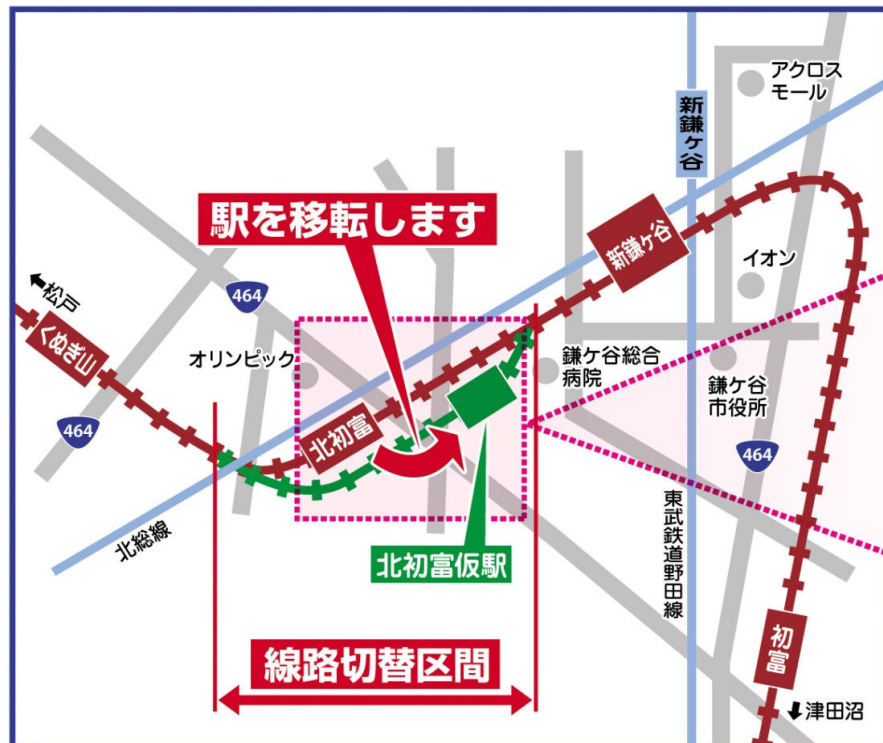 アクロス
モール
新鎌ヶ谷
駅を移転します
新鎌ヶ谷
イオン
464
←松戸
くぬぎ山
オリンピック
鎌ケ谷総合
病院
鎌ケ谷
市役所
464
北初富
464
北総線
北初富仮駅
東武鉄道野田線
初富
線路切替区間
↓津田沼